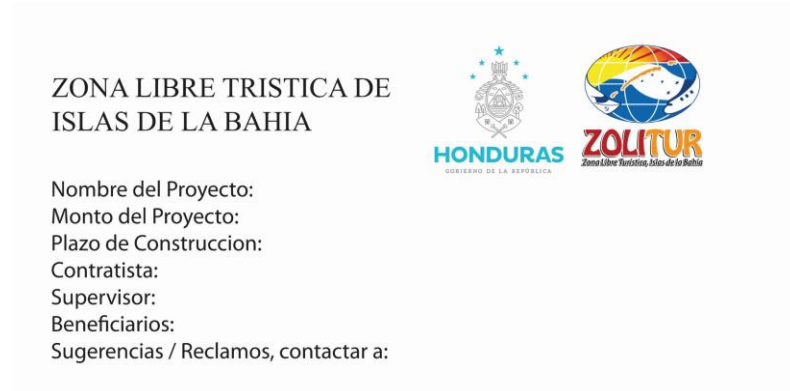 ZONA LIBRE TRISTICA DE
ISLAS DE LA BAHIA
HONDURAS
GOBIERNO DE LA REPÚBLICA
ZOLITUR
Zona Libre Turística, Islas de la Bahía
Nombre del Proyecto:
Monto del Proyecto:
Plazo de Construccion:
Contratista:
Supervisor:
Beneficiarios:
Sugerencias / Reclamos, contactar a: